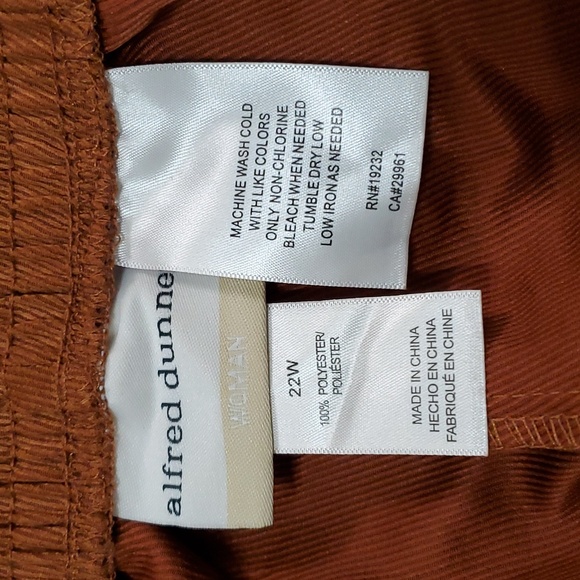 MACHINE WASH COLD
WITH LIKE COLORS
ONLY NON-CHLORINE
BLEACH WHEN NEEDED
TUMBLE DRY LOW
LOW IRON AS NEEDED
RN#19232
CA#29961
alfred dunne
WOMAN
22W
100% POLYESTER/
POLIÉSTER
MADE IN CHINA
HECHO EN CHINA
FABRIQUÉ EN CHINE